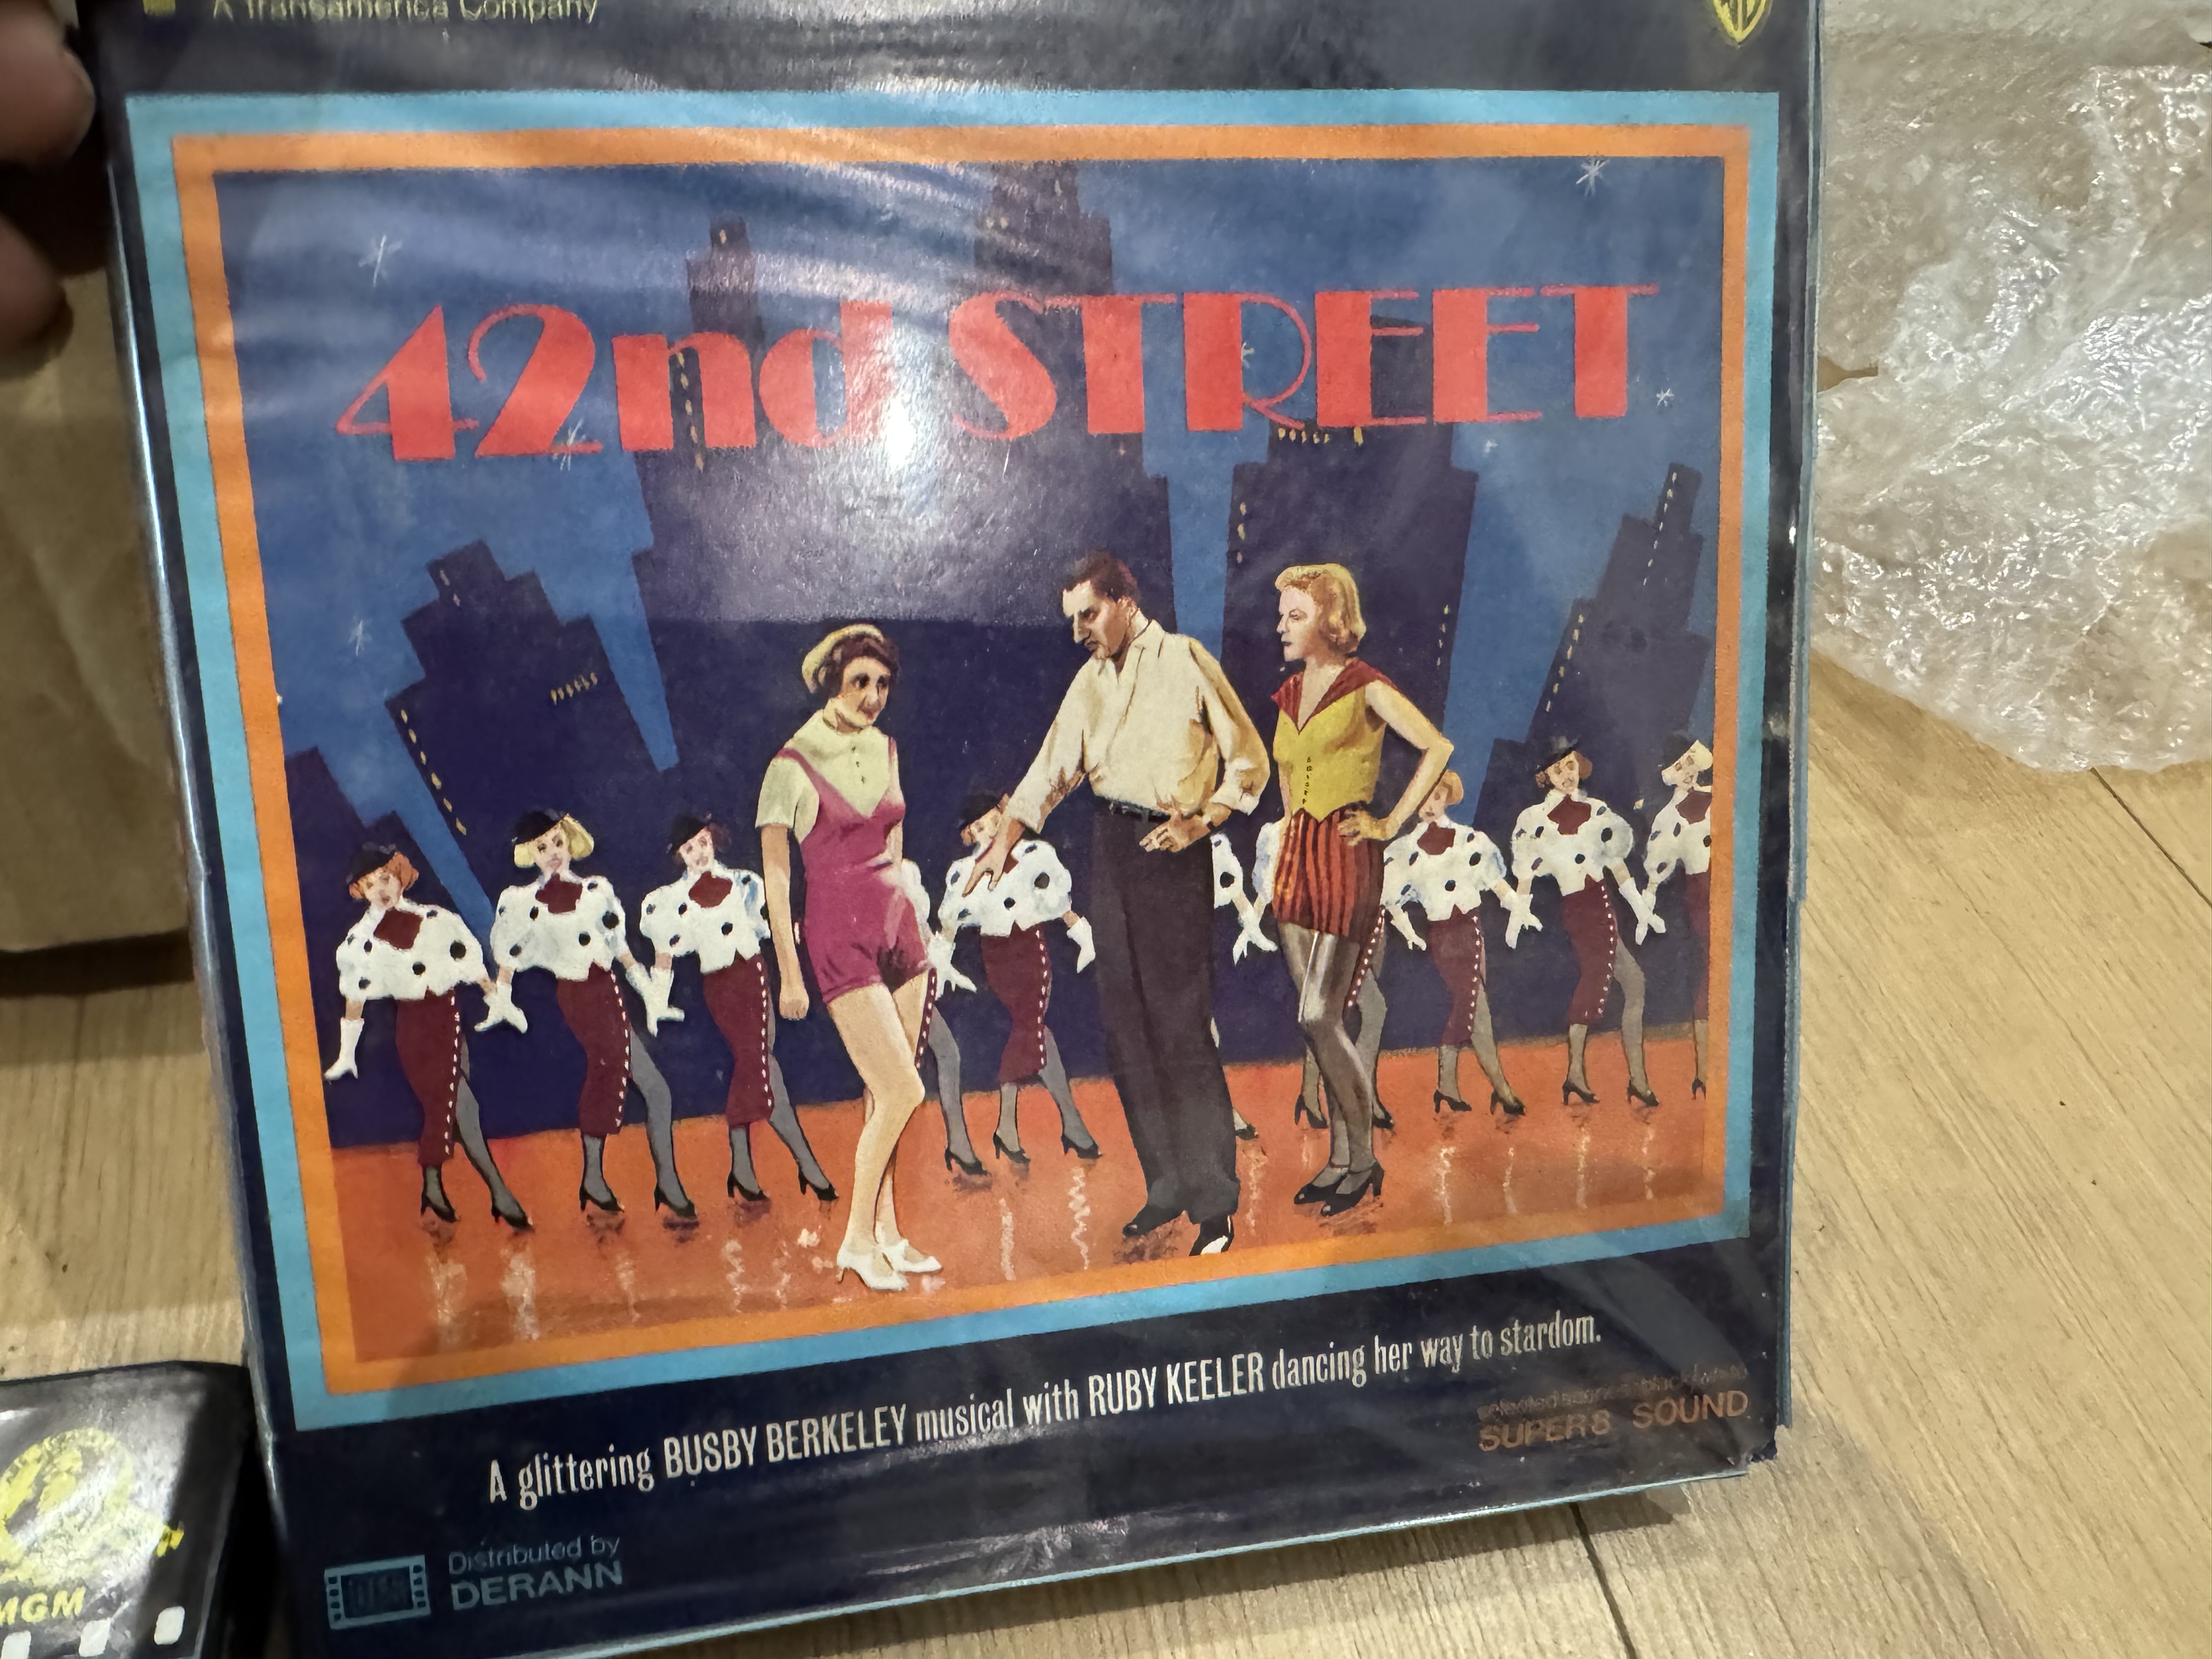 A Transamerica Company
WB
42nd STREET
A glittering BUSBY BERKELEY musical with RUBY KEELER dancing her way to stardom.
SUPER 8 SOUND
Distributed by
DERANN
MGM